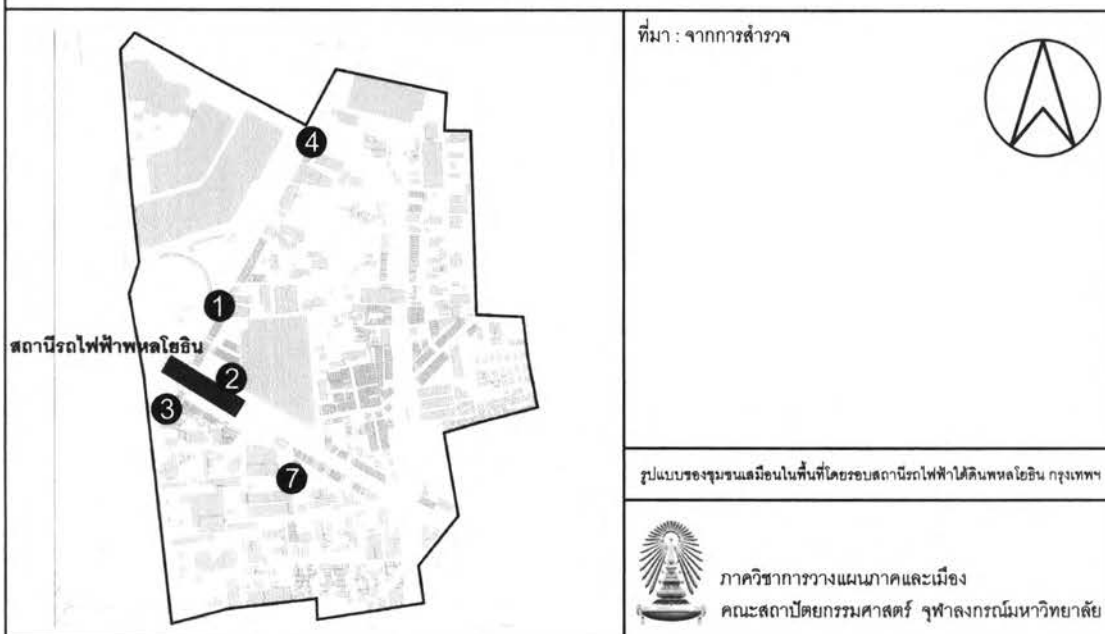 ที่มา : จากการสำรวจ
4
1
สถานีรถไฟฟ้าพหลโยธิน
2
3
7
รูปแบบของชุมชนเสมือนในพื้นที่โดยรอบสถานีรถไฟฟ้าใต้ดินพหลโยธิน กรุงเทพฯ
ภาควิชาการวางแผนภาคและเมือง
คณะสถาปัตยกรรมศาสตร์ จุฬาลงกรณ์มหาวิทยาลัย